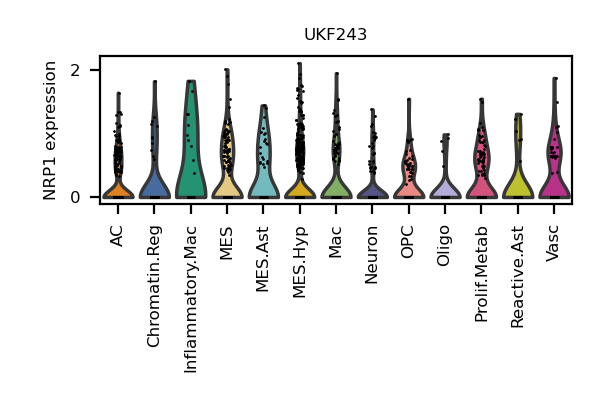 UKF243
NRP1 expression
2
0
AC
Chromatin.Reg
Inflammatory.Mac
MES
MES.Ast
MES.Hyp
Mac
Neuron
OPC
Oligo
Prolif.Metab
Reactive.Ast
Vasc